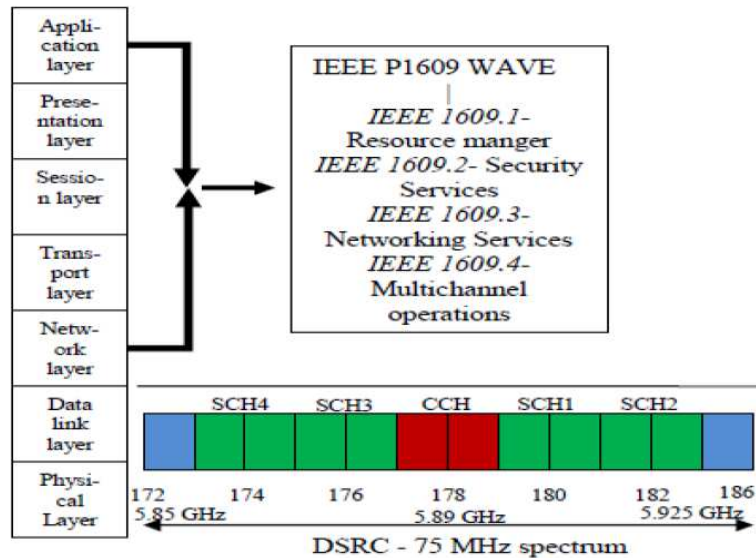 Appli-
cation
layer
Prese-
ntation
layer
Sessio-
n layer
Trans-
port
layer
Netw-
ork
layer
Data
link
layer
Physi-
cal
Layer
IEEE P1609 WAVE
IEEE 1609.1-
Resource manger
IEEE 1609.2- Security
Services
IEEE 1609.3-
Networking Services
IEEE 1609.4-
Multichannel
operations
SCH4 SCH3 CCH SCH1 SCH2
172 174 176 178 180 182 186
5.85 GHz 5.89 GHz 5.925 GHz
DSRC - 75 MHz spectrum